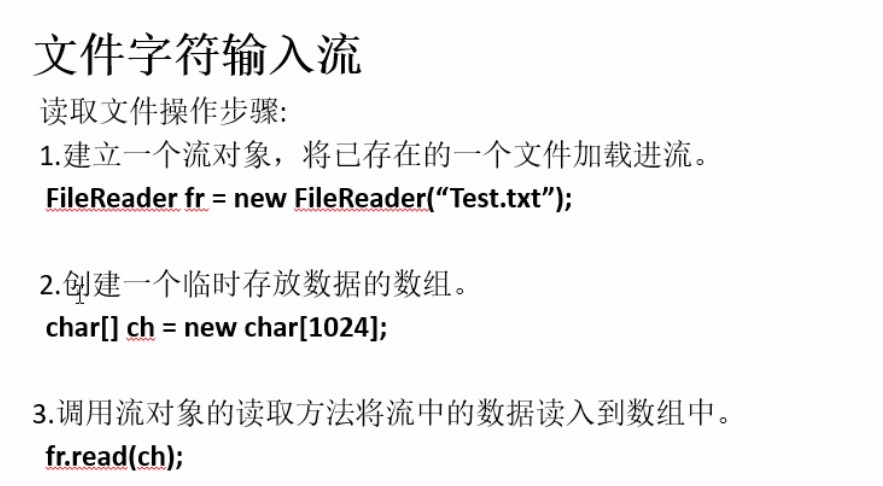 文件字符输入流
读取文件操作步骤:
1.建立一个流对象，将已存在的一个文件加载进流。
FileReader fr = new FileReader(“Test.txt”);
2.创建一个临时存放数据的数组。
char[] ch = new char[1024];
3.调用流对象的读取方法将流中的数据读入到数组中。
fr.read(ch);